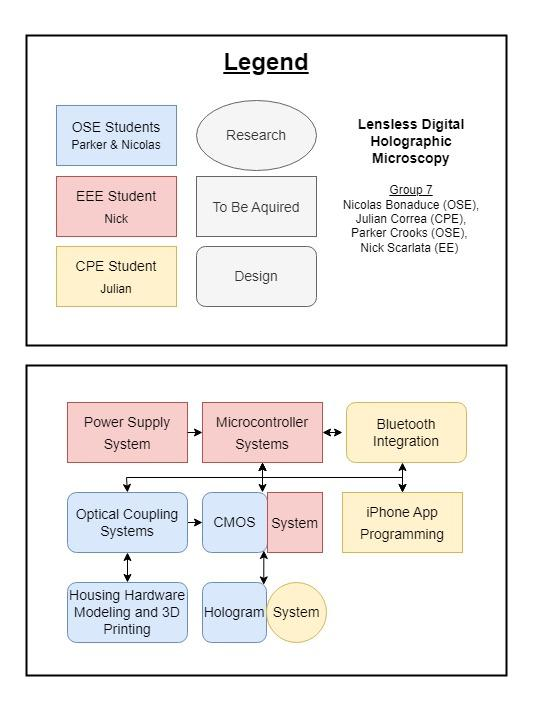 Legend
OSE Students
Parker & Nicolas
Research
EEE Student
Nick
To Be Aquired
CPE Student
Julian
Design
Lensless Digital
Holographic
Microscopy
Group 7
Nicolas Bonaduce (OSE),
Julian Correa (CPE),
Parker Crooks (OSE),
Nick Scarlata (EE)
Power Supply
System
Microcontroller
Systems
Bluetooth
Integration
Optical Coupling
Systems
CMOS
System
iPhone App
Programming
Housing Hardware
Modeling and 3D
Printing
Hologram
System